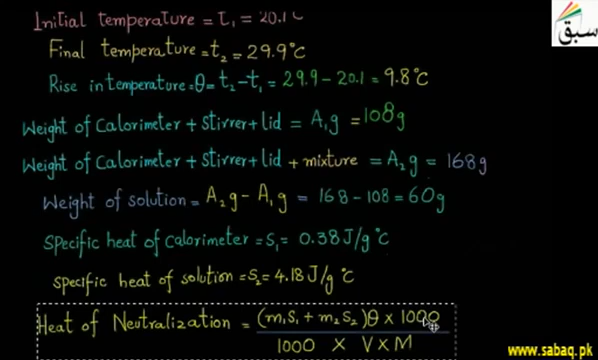 سبق
Initial temperature = t₁ = 20.1°C
Final temperature = t₂ = 29.9°C
Rise in temperature = θ = t₂ - t₁ = 29.9 - 20.1 = 9.8°C
Weight of Calorimeter + Stirrer + lid = A₁g = 108g
Weight of Calorimeter + Stirrer + lid + mixture = A₂g = 168g
Weight of solution = A₂g - A₁g = 168 - 108 = 60g
Specific heat of calorimeter = S₁ = 0.38 J/g °C
Specific heat of solution = S₂ = 4.18 J/g °C
Heat of Neutralization = (m₁S₁ + m₂S₂)θ × 1000
1000 × V × M
www.sabaq.pk